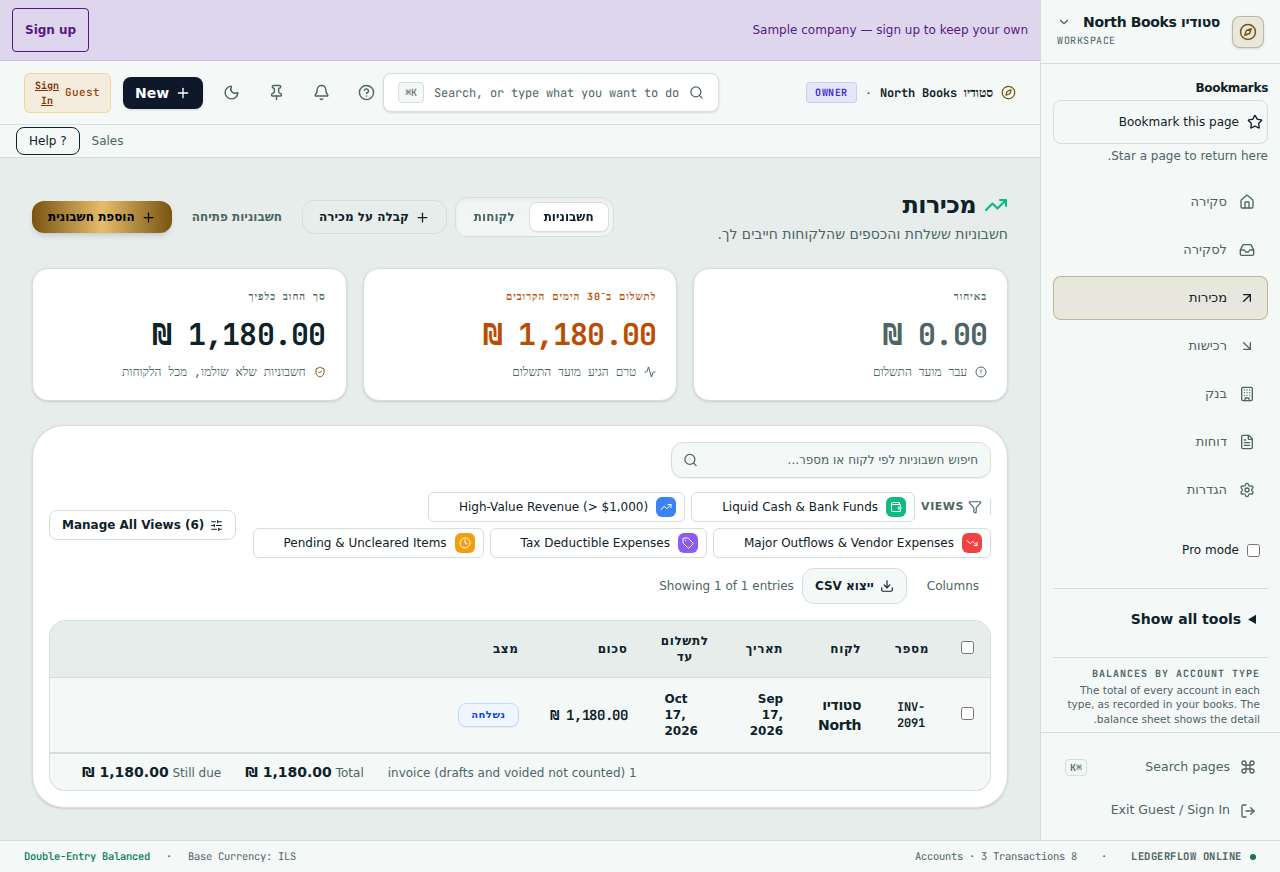 North Books סטודיו
WORKSPACE
Sample company — sign up to keep your own
Sign up
North Books סטודיו · OWNER
Search, or type what you want to do
⌘K
New
Guest
Sign In
Sales
Help ?
Bookmarks
Bookmark this page
Star a page to return here.
סקירה
לסקירה
מכירות
רכישות
בנק
דוחות
הגדרות
Pro mode
Show all tools
BALANCES BY ACCOUNT TYPE
The total of every account in each
type, as recorded in your books. The
balance sheet shows the detail.
Search pages
⌘K
Exit Guest / Sign In
מכירות
חשבוניות ששלחת והכספים שהלקוחות חייבים לך.
חשבוניות
לקוחות
קבלה על מכירה
חשבוניות פתיחה
הוספת חשבונית
באיחור
0.00 ₪
עבר מועד התשלום
לתשלום ב־30 הימים הקרובים
1,180.00 ₪
טרם הגיע מועד התשלום
סך החוב כלפיך
1,180.00 ₪
חשבוניות שלא שולמו, מכל הלקוחות
חיפוש חשבוניות לפי לקוח או מספר...
VIEWS
Liquid Cash & Bank Funds
High-Value Revenue (> $1,000)
Major Outflows & Vendor Expenses
Tax Deductible Expenses
Pending & Uncleared Items
Manage All Views (6)
Columns
ייצוא CSV
Showing 1 of 1 entries
מספר
לקוח
תאריך
לתשלום עד
סכום
מצב
INV-2091
סטודיו North
Sep 17, 2026
Oct 17, 2026
1,180.00 ₪
נשלחה
1 invoice (drafts and voided not counted)
Total 1,180.00 ₪
Still due 1,180.00 ₪
LEDGERFLOW ONLINE · 8 Accounts · 3 Transactions
Base Currency: ILS · Double-Entry Balanced